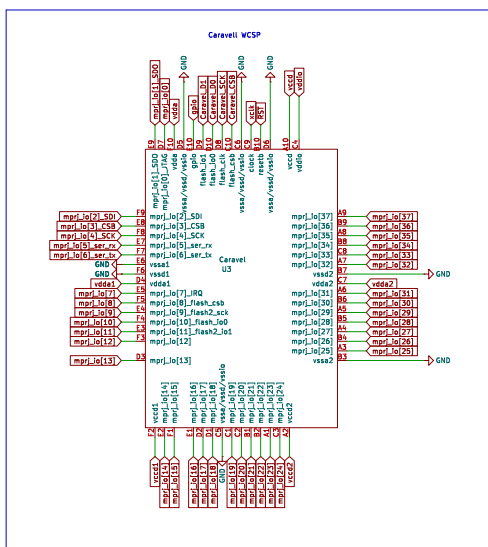 Caravell WCSP
mprj_io[1]_SDO
mprj_io[0]
vdda
GND
gpio
Caravel_D1
Caravel_D0
Caravel_SCK
Caravel_CSB
GND
xclk
RST
GND
vccd
vddio
E9
D7
F10
D5
E10
D9
D10
D8
C10
C6
C9
B10
D6
A10
C4
mprj_io[1]_SDO
mprj_io[0]_JTAG
vdda
vssa/vssd/vssio
gpio
flash_io1
flash_io0
flash_clk
flash_csb
vssa/vssd/vssio
clock
resetb
vssa/vssd/vssio
vccd
vddio
mprj_io[2]_SDI F9 mprj_io[2]_SDI
mprj_io[3]_CSB E8 mprj_io[3]_CSB
mprj_io[4]_SCK F8 mprj_io[4]_SCK
mprj_io[5]_ser_rx E7 mprj_io[5]_ser_rx
mprj_io[6]_ser_tx F7 mprj_io[6]_ser_tx
GND E6 vssa1
GND F6 vssd1
vdda1 D4 vdda1
mprj_io[7] E5 mprj_io[7]_IRQ
mprj_io[8] F5 mprj_io[8]_flash_csb
mprj_io[9] E4 mprj_io[9]_flash2_sck
mprj_io[10] F4 mprj_io[10]_flash_io0
mprj_io[11] E3 mprj_io[11]_flash2_io1
mprj_io[12] F3 mprj_io[12]
mprj_io[13] D3 mprj_io[13]
Caravel
U3
mprj_io[37] A9 mprj_io[37]
mprj_io[36] B9 mprj_io[36]
mprj_io[35] A8 mprj_io[35]
mprj_io[34] B8 mprj_io[34]
mprj_io[33] C8 mprj_io[33]
mprj_io[32] A7 mprj_io[32]
vssd2 B7 GND
vdda2 C7 vdda2
mprj_io[31] A6 mprj_io[31]
mprj_io[30] B6 mprj_io[30]
mprj_io[29] A5 mprj_io[29]
mprj_io[28] B5 mprj_io[28]
mprj_io[27] A4 mprj_io[27]
mprj_io[26] B4 mprj_io[26]
mprj_io[25] A3 mprj_io[25]
vssa2 B3 GND
vccd1
mprj_io[14]
mprj_io[15]
mprj_io[16]
mprj_io[17]
mprj_io[18]
vssa/vssd/vssio
mprj_io[19]
mprj_io[20]
mprj_io[21]
mprj_io[22]
mprj_io[23]
mprj_io[24]
vccd2
F2
E2
F1
E1
D2
D1
C5
C1
C2
B1
B2
A1
C3
A2
vccd1
mprj_io[14]
mprj_io[15]
mprj_io[16]
mprj_io[17]
mprj_io[18]
GND
mprj_io[19]
mprj_io[20]
mprj_io[21]
mprj_io[22]
mprj_io[23]
mprj_io[24]
vccd2